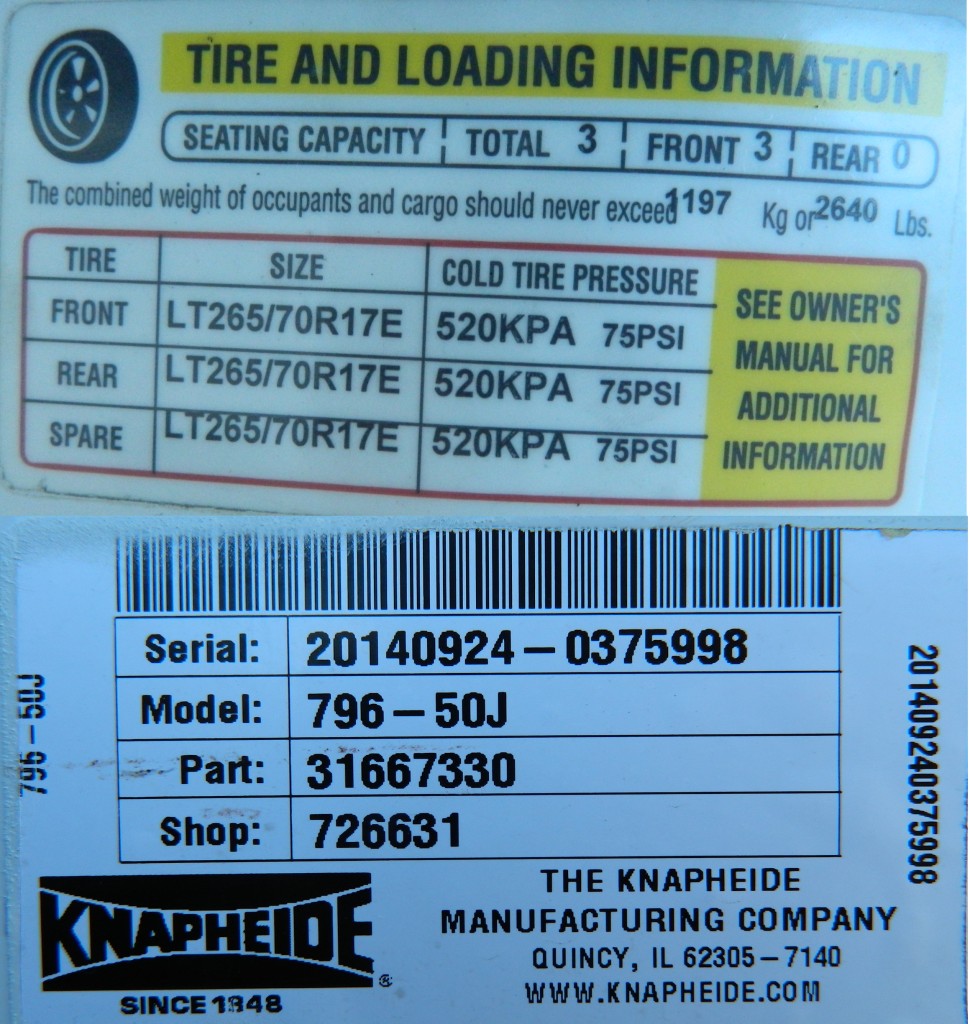 TIRE AND LOADING INFORMATION
SEATING CAPACITY TOTAL 3 FRONT 3 REAR 0
The combined weight of occupants and cargo should never exceed 1197 Kg or 2640 Lbs.
TIRE SIZE COLD TIRE PRESSURE
FRONT LT265/70R17E 520KPA 75PSI
REAR LT265/70R17E 520KPA 75PSI
SPARE LT265/70R17E 520KPA 75PSI
SEE OWNER'S
MANUAL FOR
ADDITIONAL
INFORMATION
Serial: 20140924-0375998
Model: 796-50J
Part: 31667330
Shop: 726631
796-50J
201409240375998
KNAPHEIDE®
SINCE 1848
THE KNAPHEIDE
MANUFACTURING COMPANY
QUINCY, IL 62305-7140
WWW.KNAPHEIDE.COM